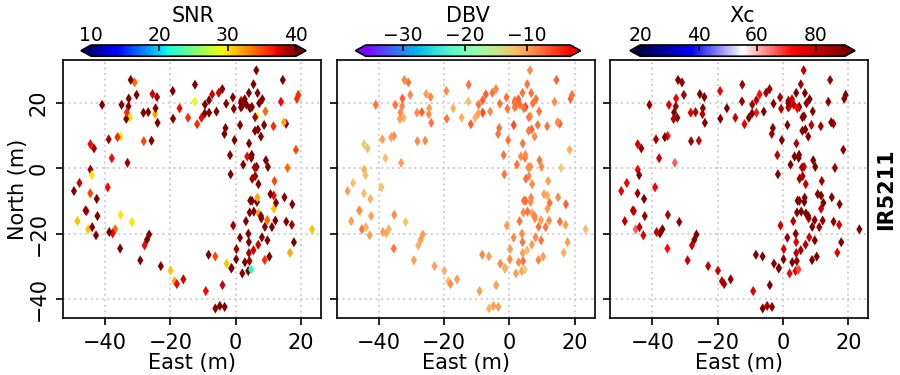 SNR DBV Xc
10 20 30 40 −30 −20 −10 20 40 60 80
20
0
−20
−40
North (m)
−40 −20 0 20 −40 −20 0 20 −40 −20 0 20
East (m) East (m) East (m)
IR5211